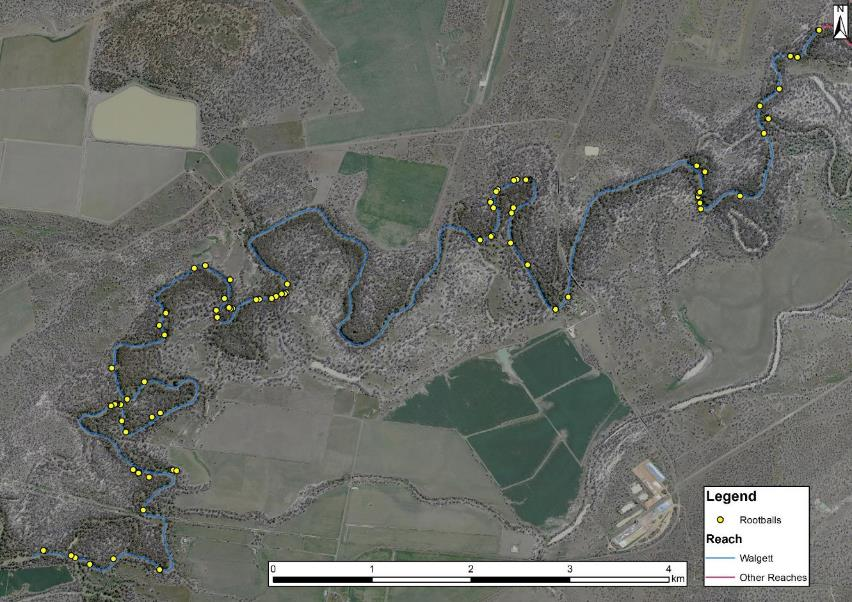 N
Legend
Rootballs
Reach
Walgett
Other Reaches
0 1 2 3 4
km